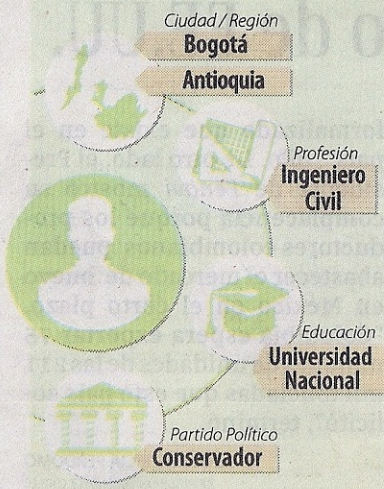 Ciudad / Región
Bogotá
Antioquia
Profesión
Ingeniero
Civil
Educación
Universidad
Nacional
Partido Político
Conservador